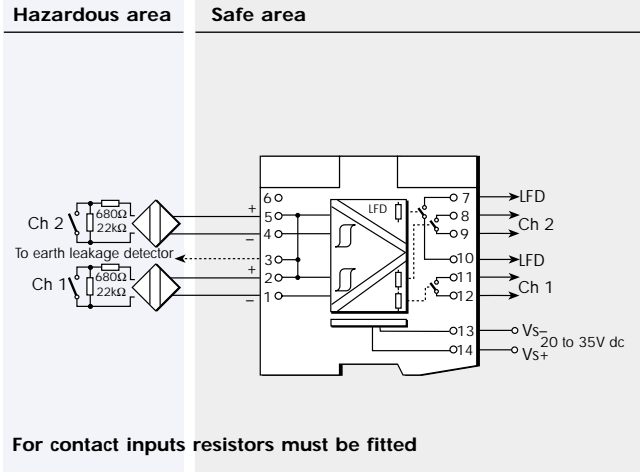 Hazardous area
Safe area
6
LFD
7
LFD
+
5
8
Ch 2
680Ω
22kΩ
4
9
Ch 2
–
To earth leakage detector
3
10
LFD
+
2
11
Ch 1
680Ω
22kΩ
1
12
Ch 1
–
13
Vs–
20 to 35V dc
14
Vs+
For contact inputs resistors must be fitted